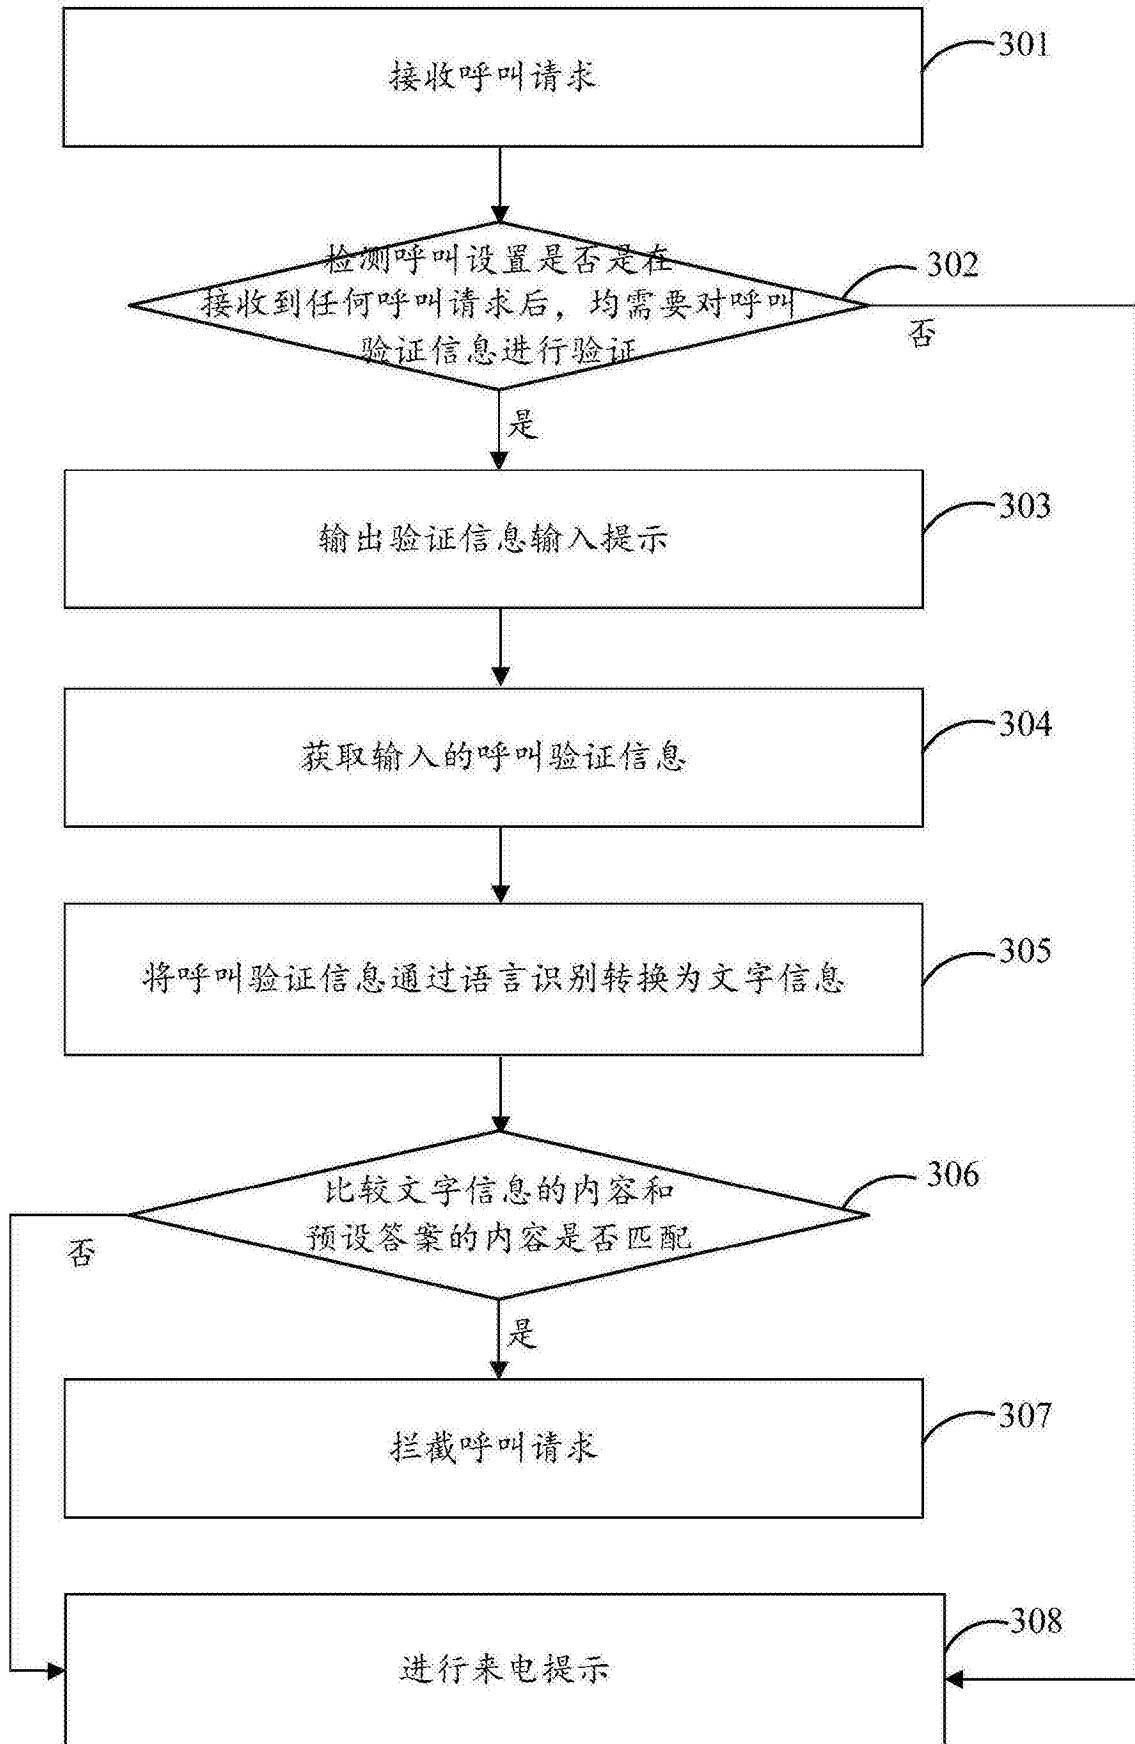 接收呼叫请求
301
检测呼叫设置是否是在
接收到任何呼叫请求后，均需要对呼叫
验证信息进行验证
302
否
是
输出验证信息输入提示
303
获取输入的呼叫验证信息
304
将呼叫验证信息通过语言识别转换为文字信息
305
比较文字信息的内容和
预设答案的内容是否匹配
306
否
是
拦截呼叫请求
307
进行来电提示
308